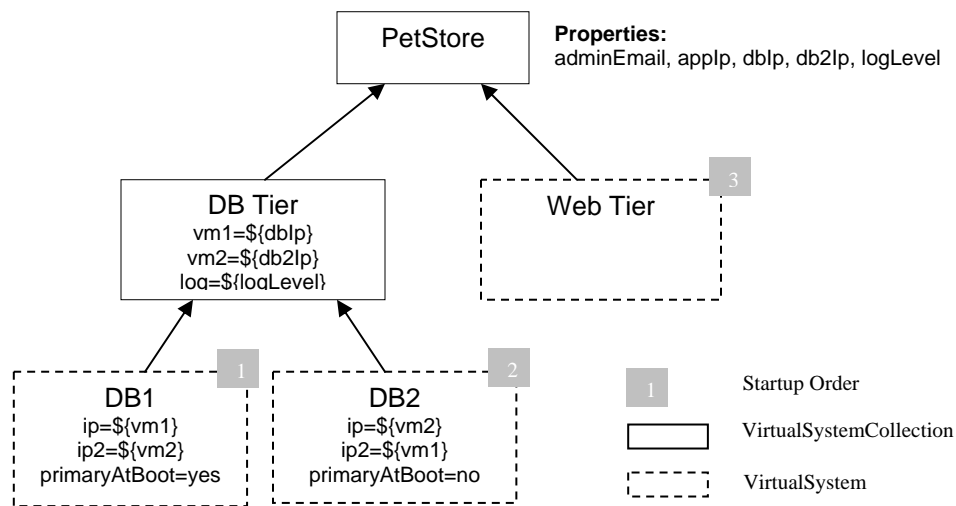 PetStore
Properties:
adminEmail, appIp, dbIp, db2Ip, logLevel
3
DB Tier
vm1=${dbIp}
vm2=${db2Ip}
log=${logLevel}
Web Tier
1
DB1
ip=${vm1}
ip2=${vm2}
primaryAtBoot=yes
2
DB2
ip=${vm2}
ip2=${vm1}
primaryAtBoot=no
1
Startup Order
VirtualSystemCollection
VirtualSystem